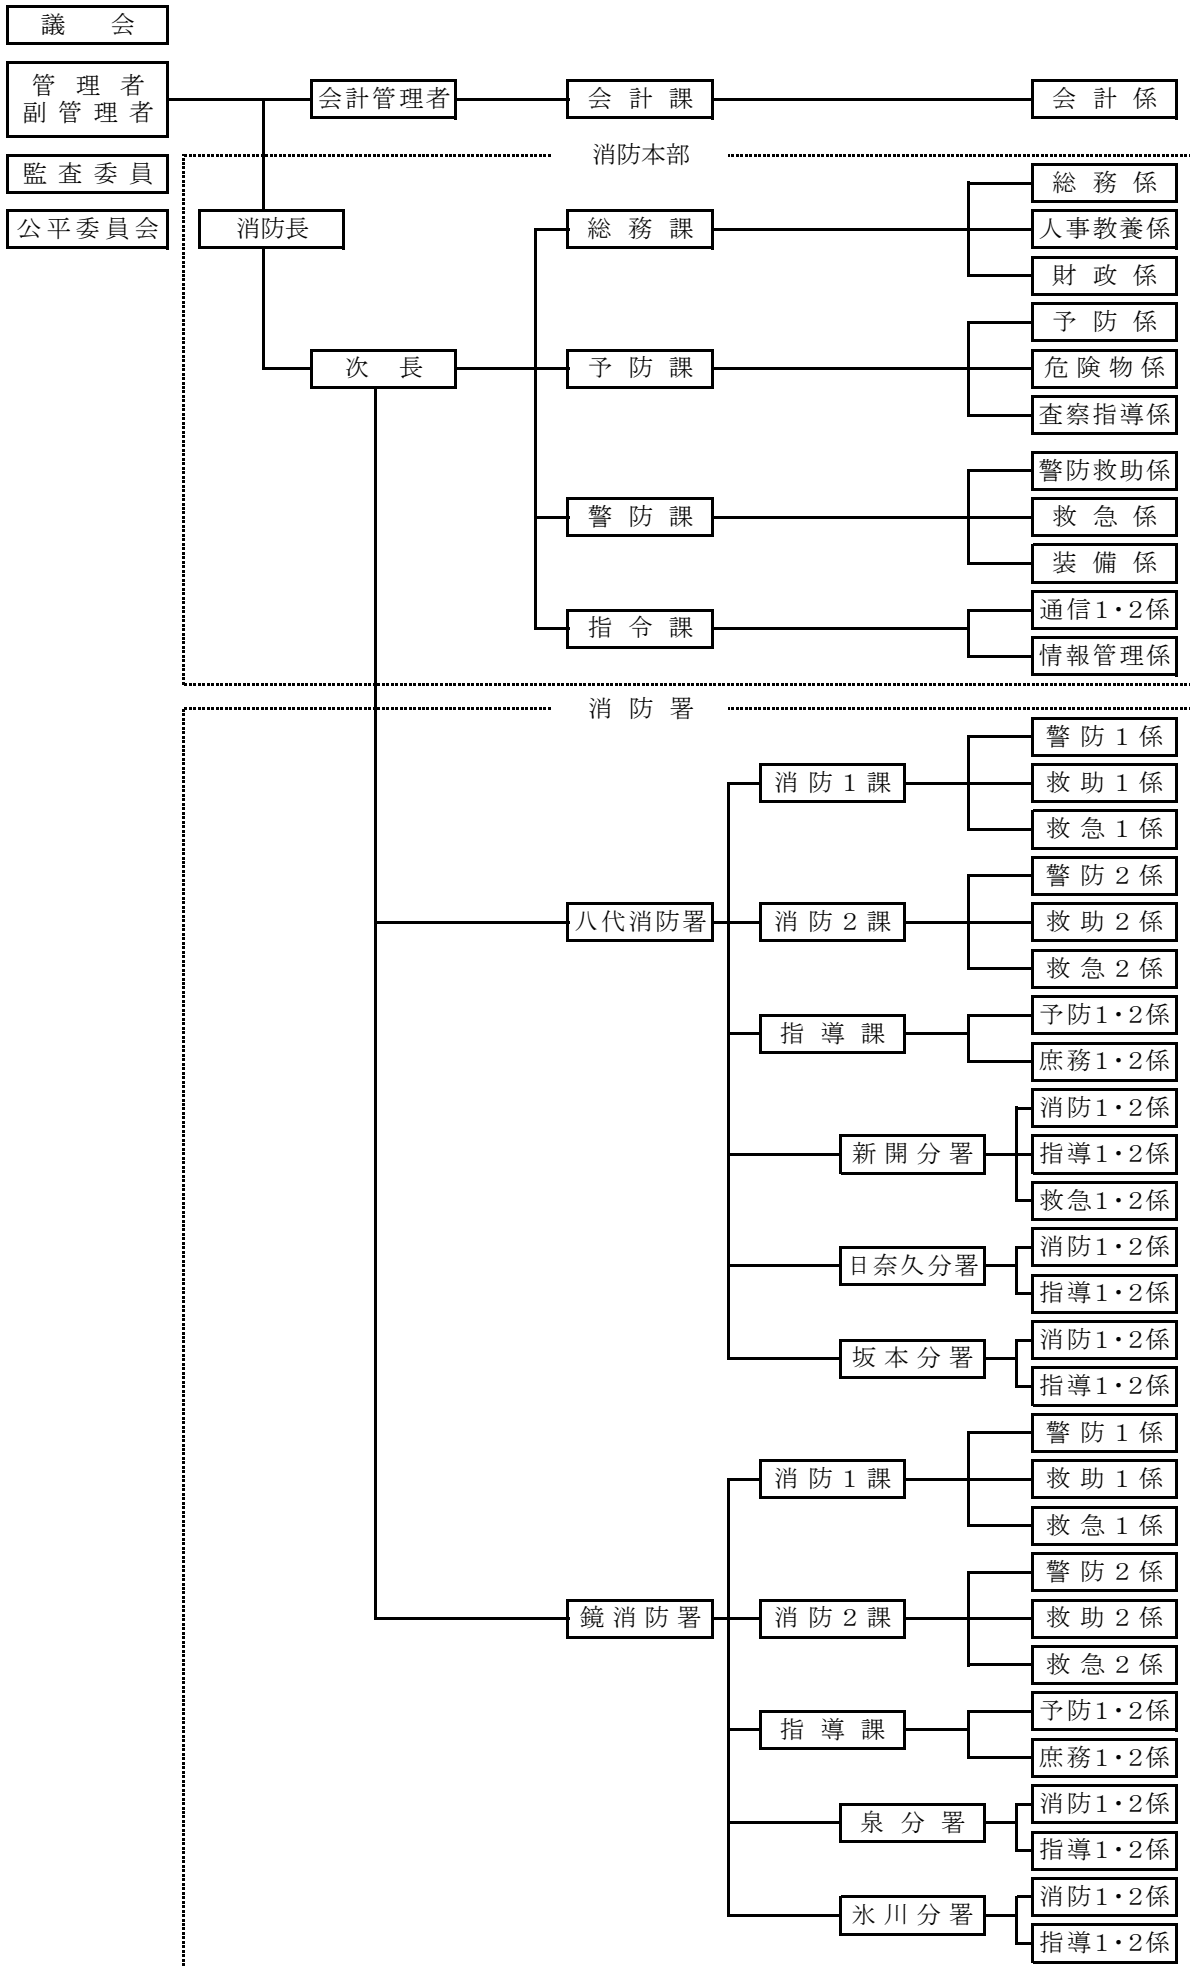 議会
管理者
副管理者
会計管理者
会計課
会計係
監査委員
公平委員会
消防本部
消防長
次長
総務課
総務係
人事教養係
財政係
予防課
予防係
危険物係
査察指導係
警防課
警防救助係
救急係
装備係
指令課
通信1・2係
情報管理係
消防署
八代消防署
消防1課
警防1係
救助1係
救急1係
消防2課
警防2係
救助2係
救急2係
指導課
予防1・2係
庶務1・2係
新開分署
消防1・2係
指導1・2係
救急1・2係
日奈久分署
消防1・2係
指導1・2係
坂本分署
消防1・2係
指導1・2係
鏡消防署
消防1課
警防1係
救助1係
救急1係
消防2課
警防2係
救助2係
救急2係
指導課
予防1・2係
庶務1・2係
泉分署
消防1・2係
指導1・2係
氷川分署
消防1・2係
指導1・2係